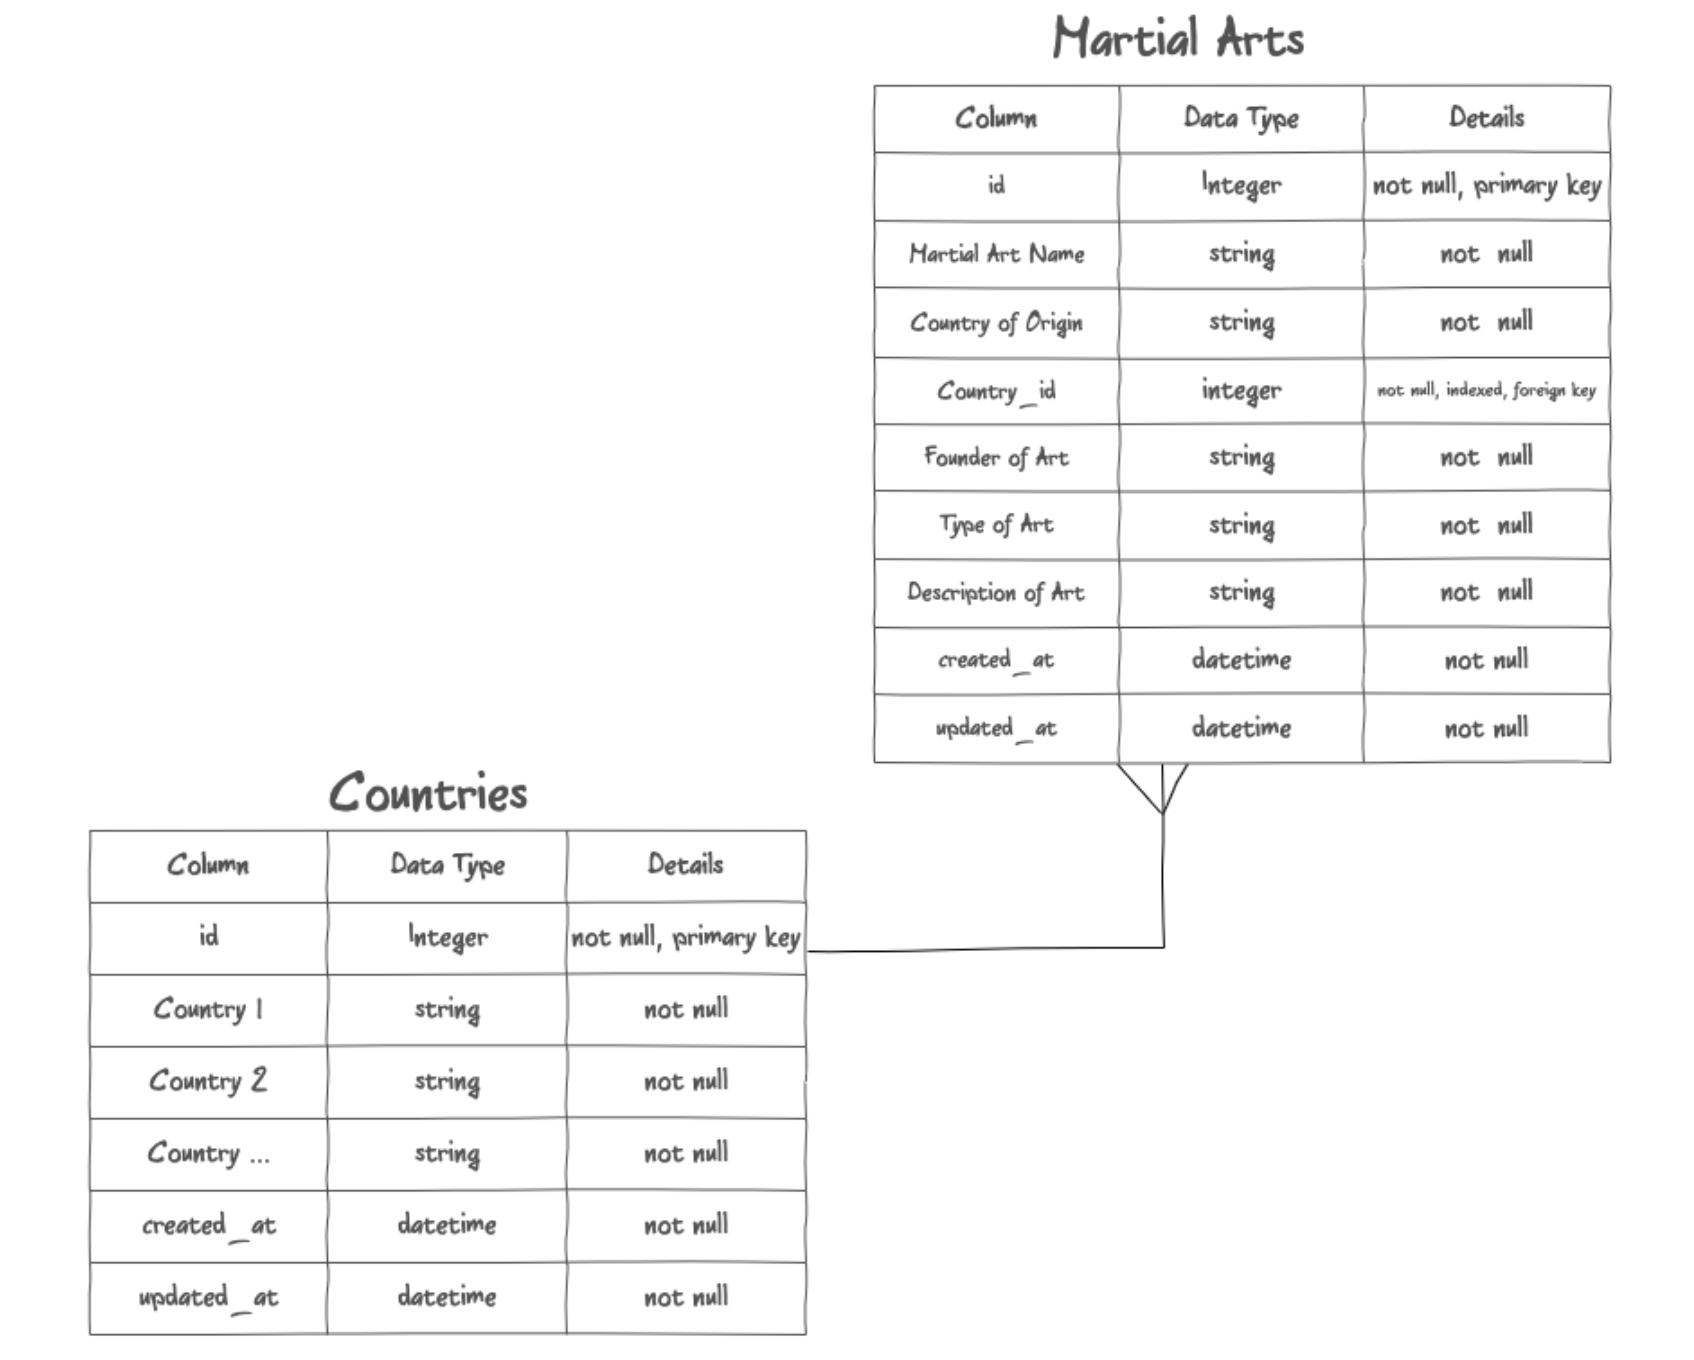 Martial Arts
Column Data Type Details
id Integer not null, primary key
Martial Art Name string not null
Country of Origin string not null
Country_id integer not null, indexed, foreign key
Founder of Art string not null
Type of Art string not null
Description of Art string not null
created_at datetime not null
updated_at datetime not null
Countries
Column Data Type Details
id Integer not null, primary key
Country 1 string not null
Country 2 string not null
Country ... string not null
created_at datetime not null
updated_at datetime not null